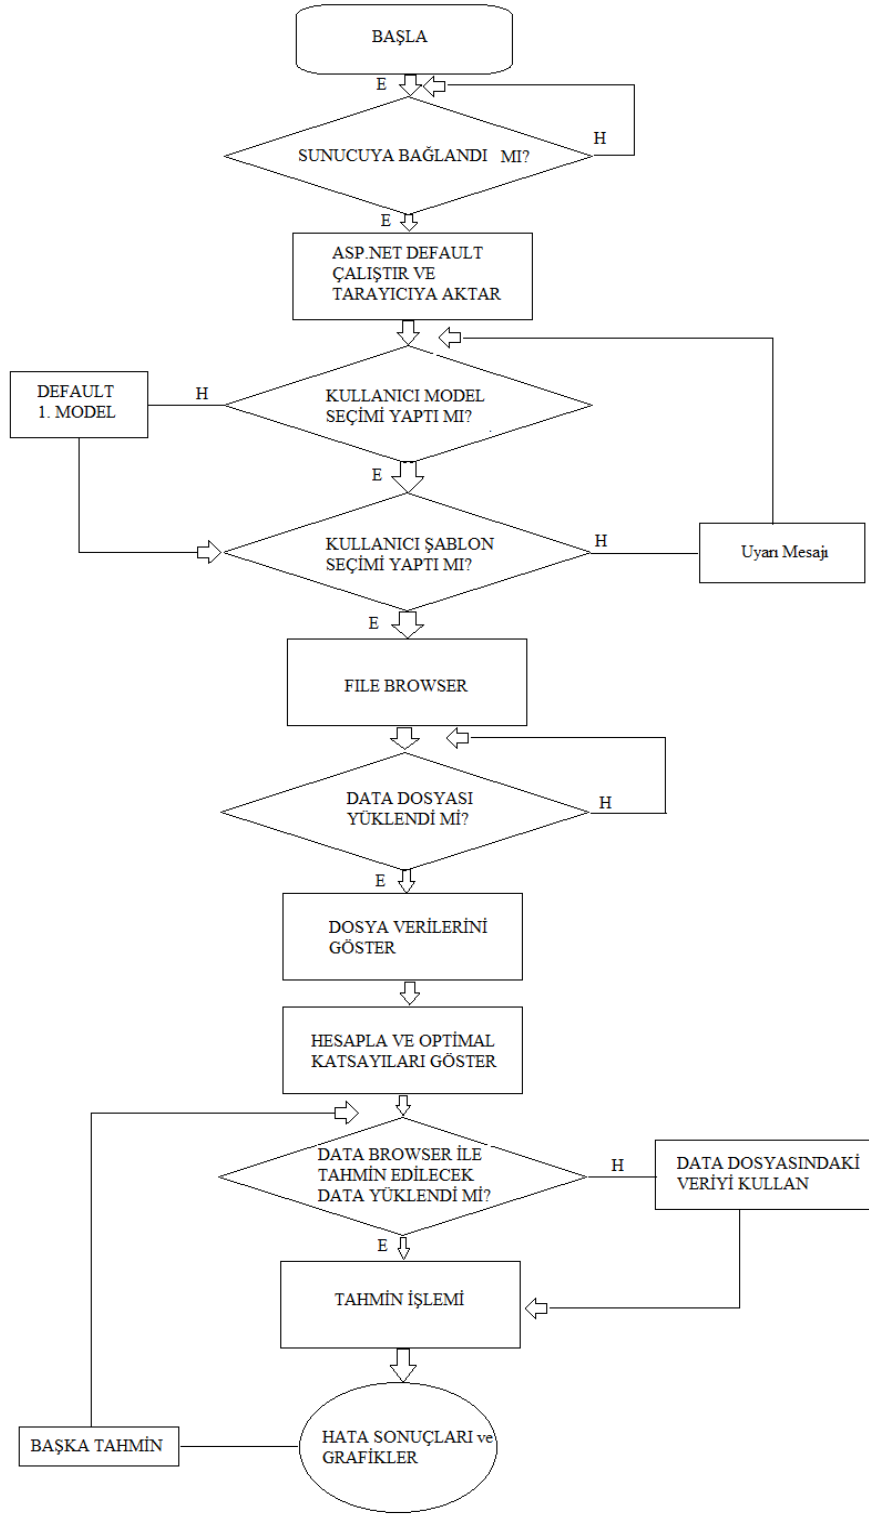 BAŞLA
E
H
SUNUCUYA BAĞLANDI MI?
E
ASP.NET DEFAULT
ÇALIŞTIR VE
TARAYICIYA AKTAR
DEFAULT
1. MODEL
H
KULLANICI MODEL
SEÇİMİ YAPTI MI?
E
KULLANICI ŞABLON
SEÇİMİ YAPTI MI?
H
Uyarı Mesajı
E
FILE BROWSER
DATA DOSYASI
YÜKLENDİ Mİ?
H
E
DOSYA VERİLERİNİ
GÖSTER
HESAPLA VE OPTİMAL
KATSAYILARI GÖSTER
DATA BROWSER İLE
TAHMİN EDİLECEK
DATA YÜKLENDİ Mİ?
H
DATA DOSYASINDAKİ
VERİYİ KULLAN
E
TAHMİN İŞLEMİ
HATA SONUÇLARI ve
GRAFİKLER
BAŞKA TAHMİN